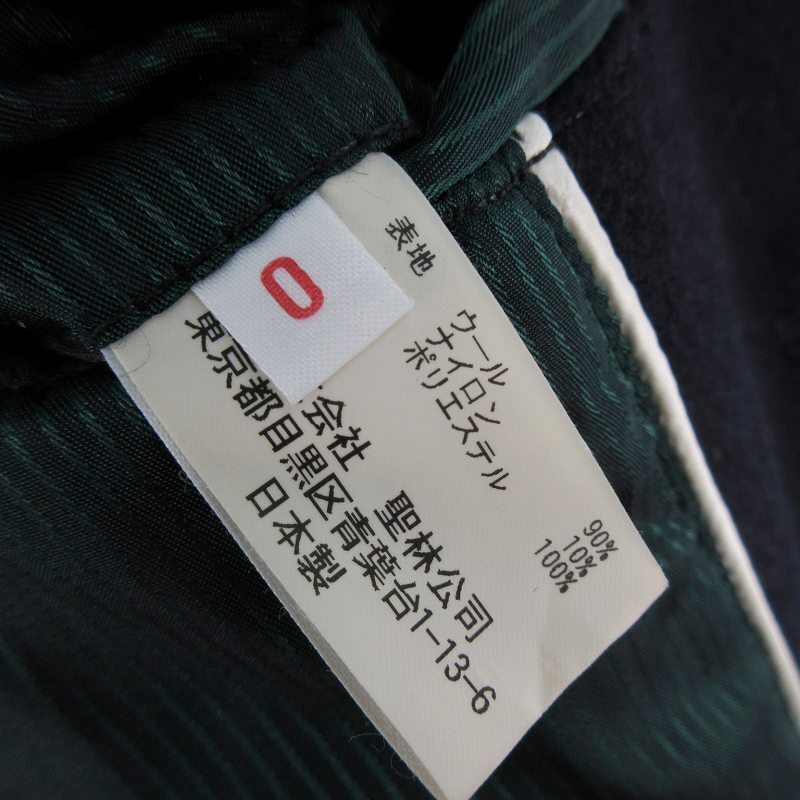 0
表地
ウール
ナイロン
ポリエステル
90%
10%
100%
会社 聖林公司
東京都目黒区青葉台1-13-6
日本製